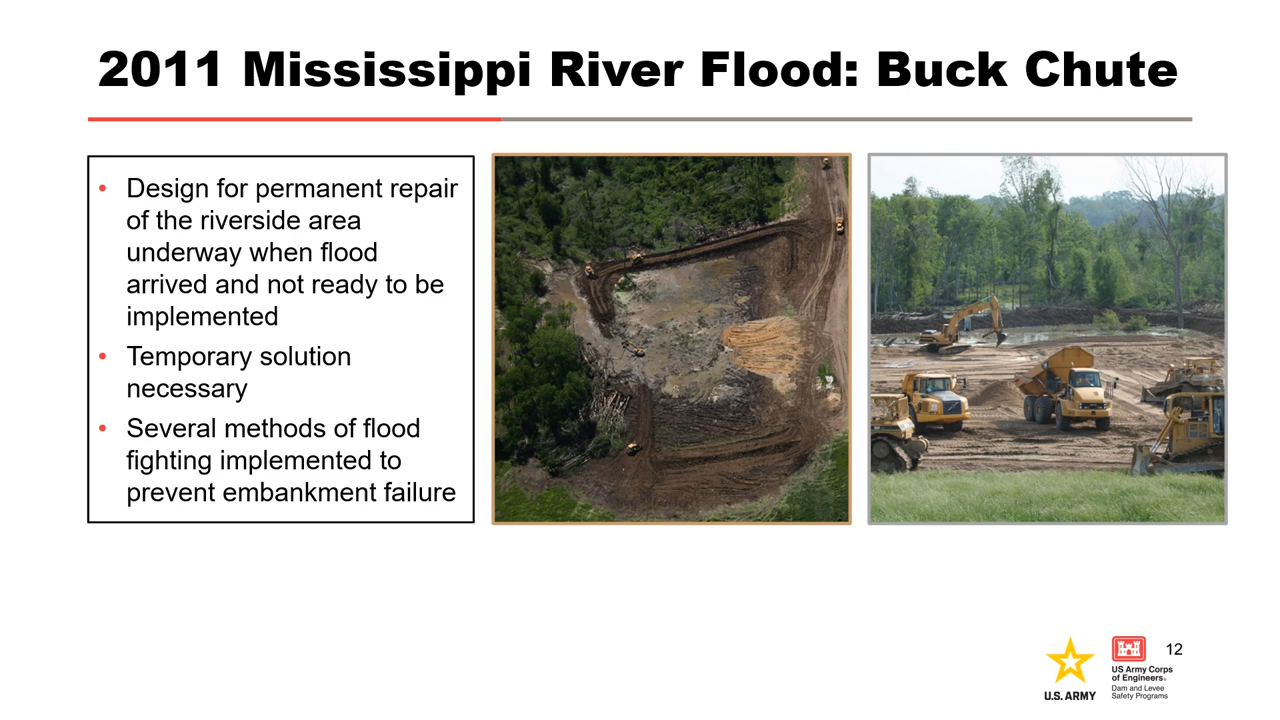 2011 Mississippi River Flood: Buck Chute
• Design for permanent repair
of the riverside area
underway when flood
arrived and not ready to be
implemented
• Temporary solution
necessary
• Several methods of flood
fighting implemented to
prevent embankment failure
12
U.S. ARMY
US Army Corps
of Engineers®
Dam and Levee
Safety Programs